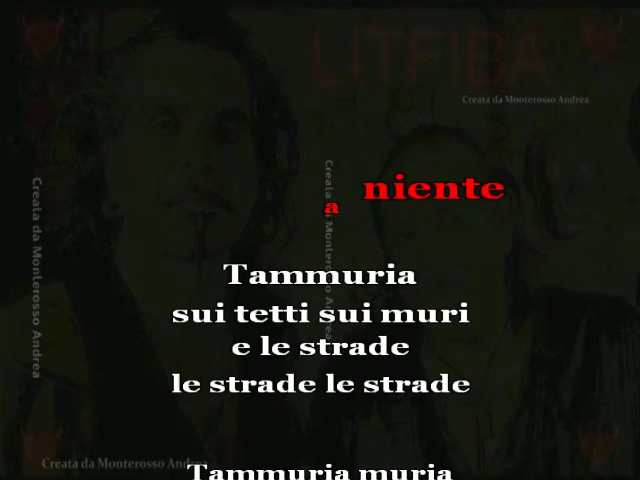 LITFIBA
Creata da Monterosso Andrea
Creata da Monterosso Andrea
Creata da Monterosso Andrea
a niente
Tammuria
sui tetti sui muri
e le strade
le strade le strade
Creata da Monterosso Andrea
Tammuria muria